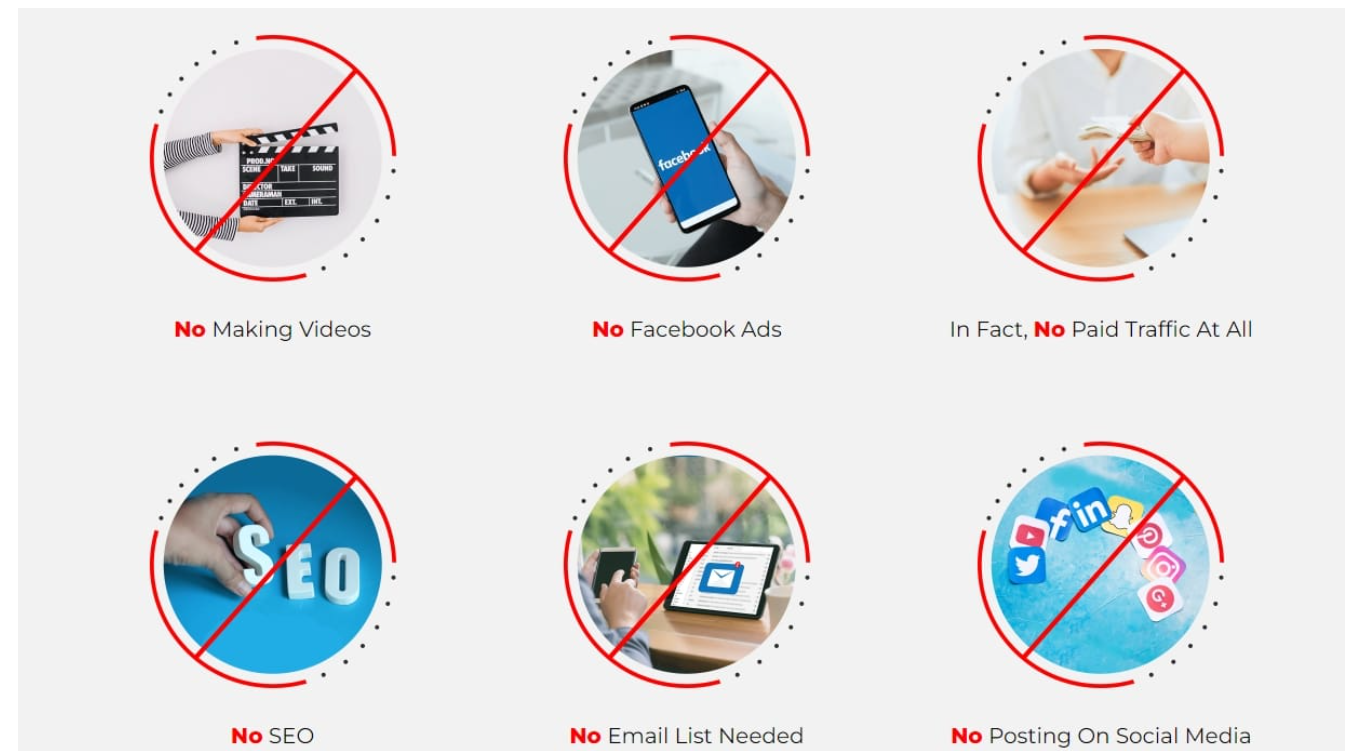 PROD.NO.
SCENE TAKE SOUND
DIRECTOR
CAMERAMAN
DATE EXT. INT.
facebook
No Making Videos
No Facebook Ads
In Fact, No Paid Traffic At All
SEO
in
G+
No SEO
No Email List Needed
No Posting On Social Media